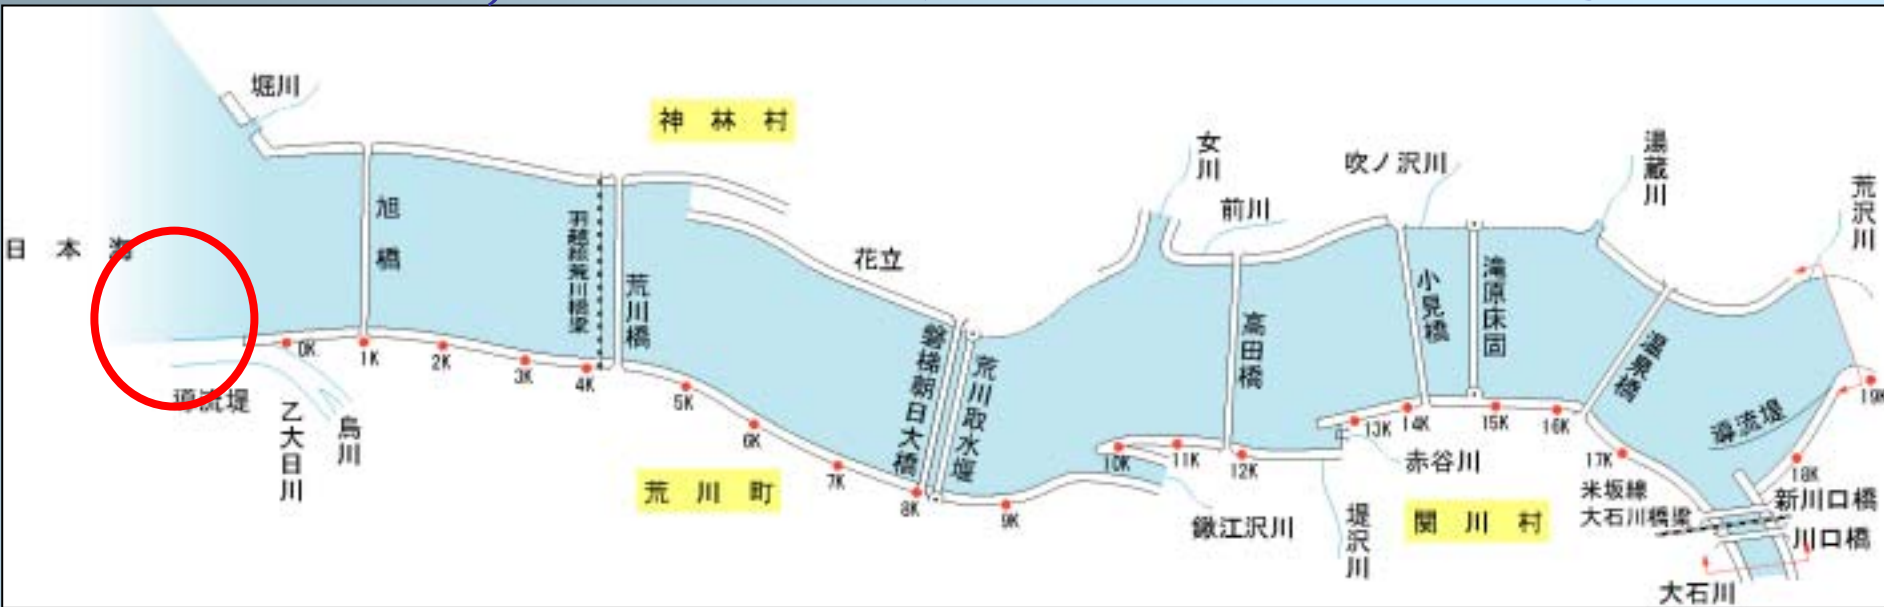 堀川
神林村
女川
吹ノ沢川
湯蔵川
荒沢川
前川
日本海
旭橋
羽越線荒川橋梁
荒川橋
花立
磐梯朝日大橋
荒川取水堰
高田橋
小見橋
滝原床固
温泉橋
導流堤
0K
1K
2K
3K
4K
5K
6K
7K
8K
9K
10K
11K
12K
13K
14K
15K
16K
17K
18K
19K
導流堤
乙大日川
烏川
荒川町
鍬江沢川
堤沢川
赤谷川
関川村
米坂線
大石川橋梁
新川口橋
川口橋
大石川